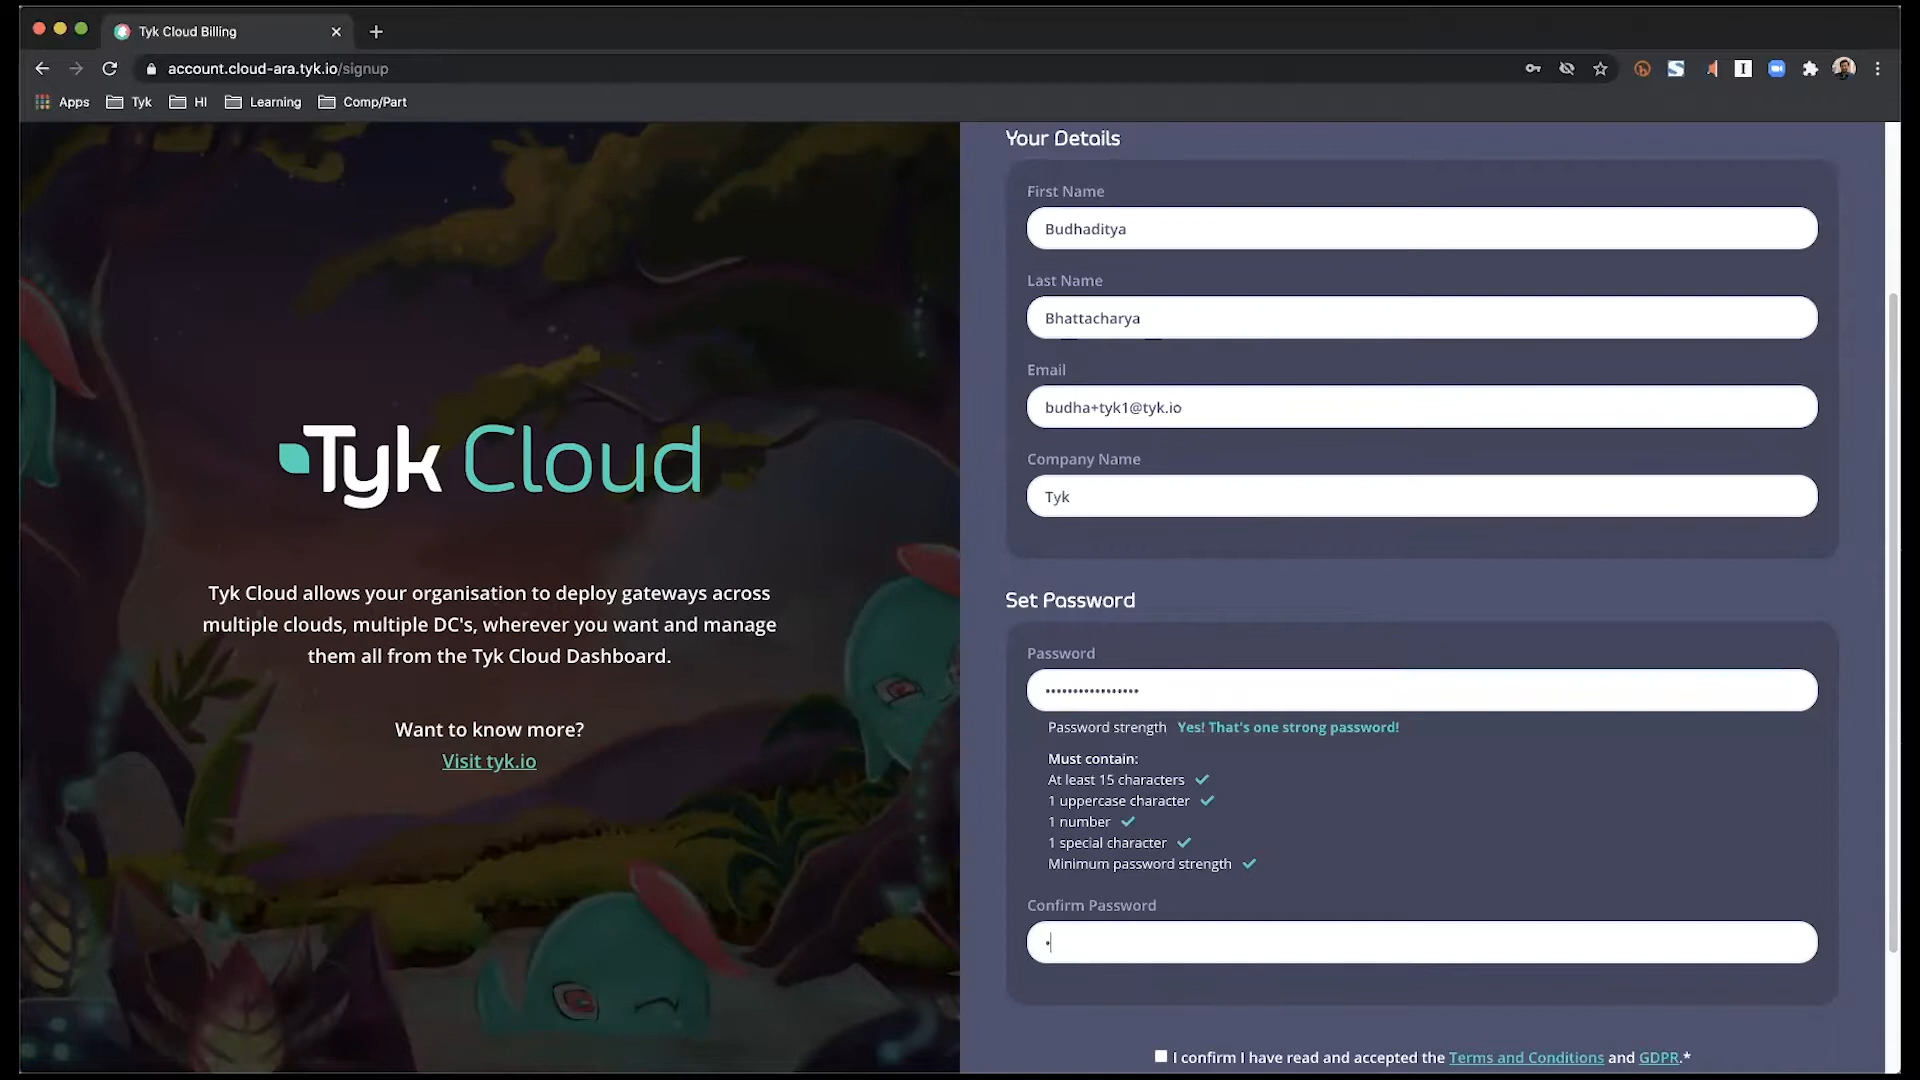 Tyk Cloud Billing
account.cloud-ara.tyk.io/signup
Apps Tyk HI Learning Comp/Part
Tyk Cloud
Tyk Cloud allows your organisation to deploy gateways across
multiple clouds, multiple DC's, wherever you want and manage
them all from the Tyk Cloud Dashboard.
Want to know more?
Visit tyk.io
Your Details
First Name
Budhaditya
Last Name
Bhattacharya
Email
budha+tyk1@tyk.io
Company Name
Tyk
Set Password
Password
•••••••••••••••••
Password strength Yes! That's one strong password!
Must contain:
At least 15 characters
1 uppercase character
1 number
1 special character
Minimum password strength
Confirm Password
•
I confirm I have read and accepted the Terms and Conditions and GDPR.*